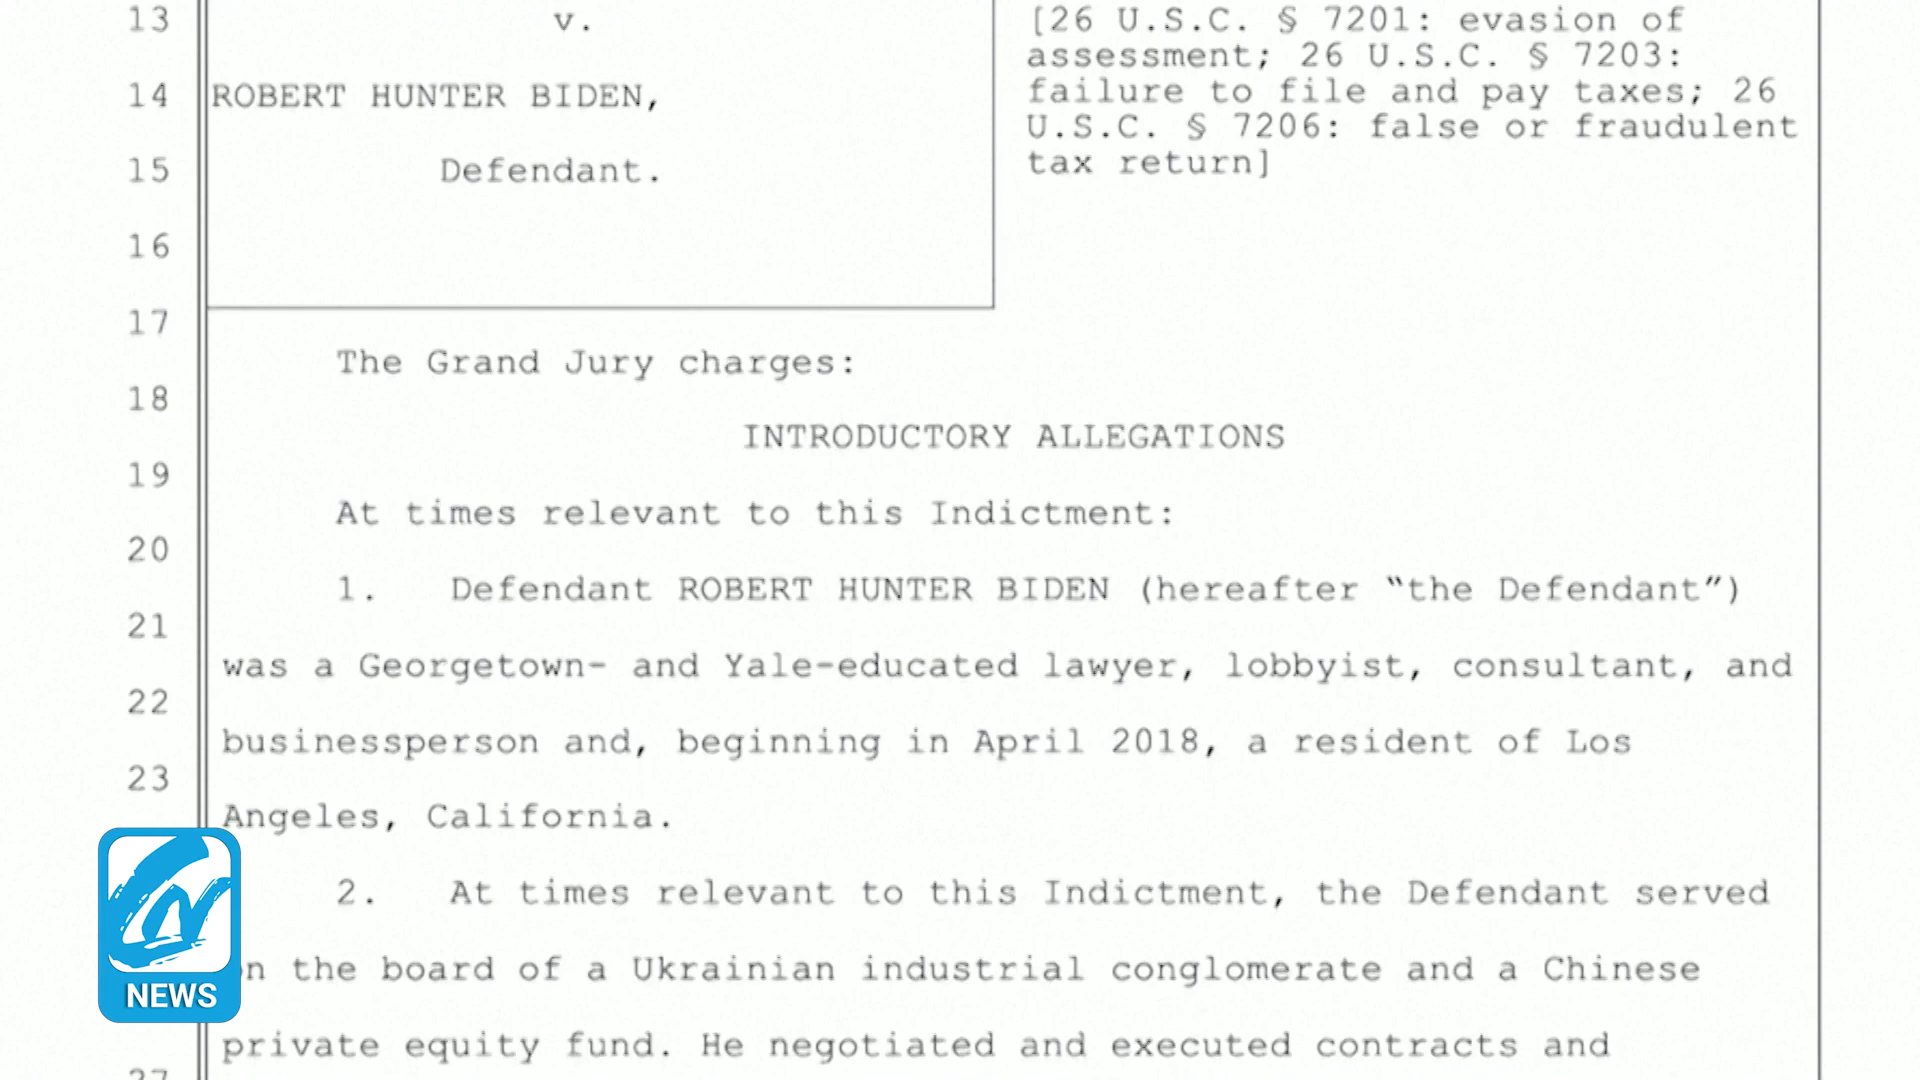 13
v.
[26 U.S.C. § 7201: evasion of
assessment; 26 U.S.C. § 7203:
14
ROBERT HUNTER BIDEN,
failure to file and pay taxes; 26
U.S.C. § 7206: false or fraudulent
15
Defendant.
tax return]
16
17
The Grand Jury charges:
18
INTRODUCTORY ALLEGATIONS
19
At times relevant to this Indictment:
20
1. Defendant ROBERT HUNTER BIDEN (hereafter “the Defendant”)
21
was a Georgetown- and Yale-educated lawyer, lobbyist, consultant, and
22
businessperson and, beginning in April 2018, a resident of Los
23
Angeles, California.
2. At times relevant to this Indictment, the Defendant served
on the board of a Ukrainian industrial conglomerate and a Chinese
NEWS
private equity fund. He negotiated and executed contracts and